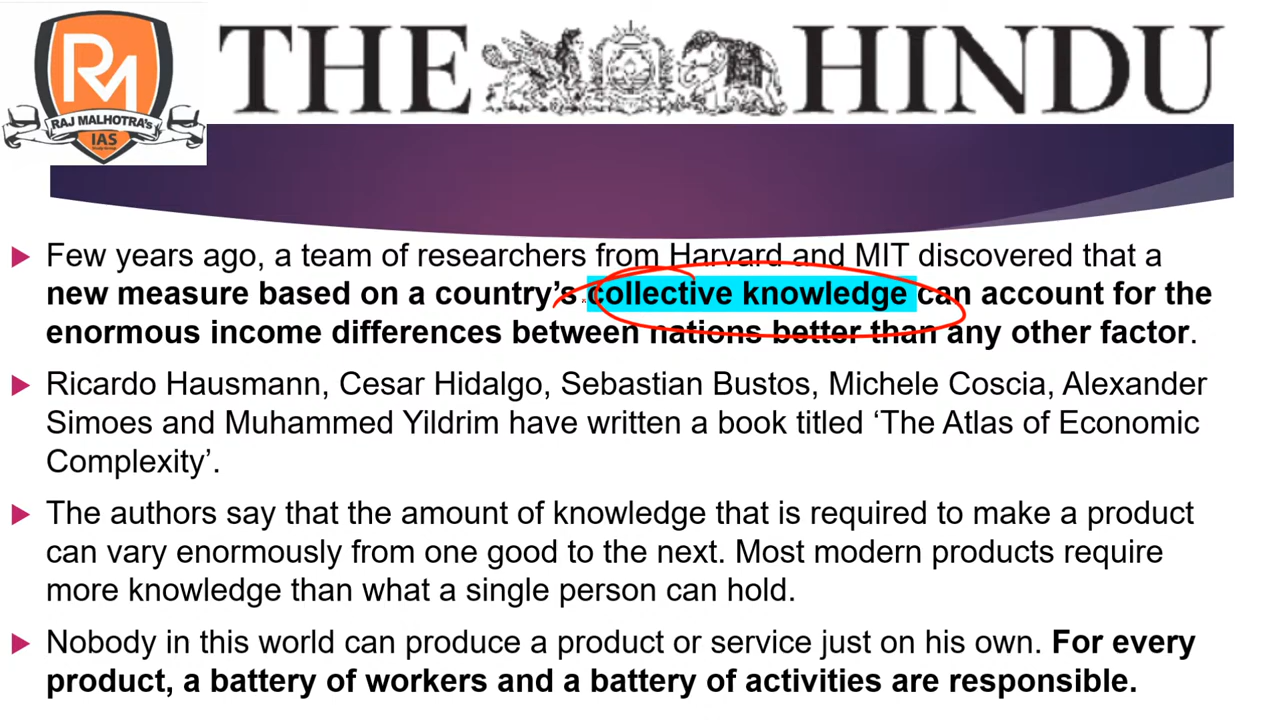 RM
RAJ MALHOTRA'S
IAS
Study Group
THE HINDU
Few years ago, a team of researchers from Harvard and MIT discovered that a
new measure based on a country's collective knowledge can account for the
enormous income differences between nations better than any other factor.
Ricardo Hausmann, Cesar Hidalgo, Sebastian Bustos, Michele Coscia, Alexander
Simoes and Muhammed Yildrim have written a book titled ‘The Atlas of Economic
Complexity’.
The authors say that the amount of knowledge that is required to make a product
can vary enormously from one good to the next. Most modern products require
more knowledge than what a single person can hold.
Nobody in this world can produce a product or service just on his own. For every
product, a battery of workers and a battery of activities are responsible.